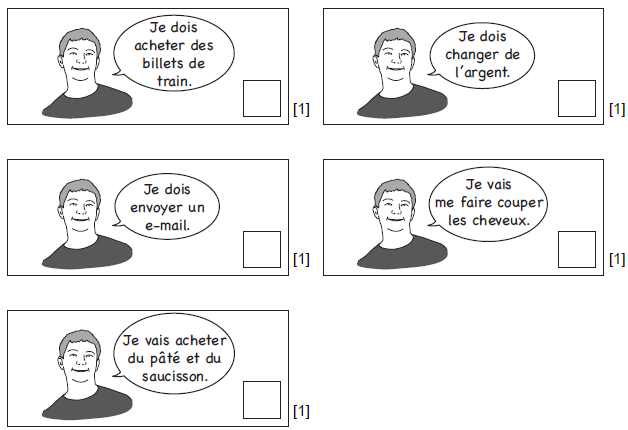 Je dois
acheter des
billets de
train.
[1]
Je dois
changer de
l'argent.
[1]
Je dois
envoyer un
e-mail.
[1]
Je vais
me faire couper
les cheveux.
[1]
Je vais acheter
du pâté et du
saucisson.
[1]